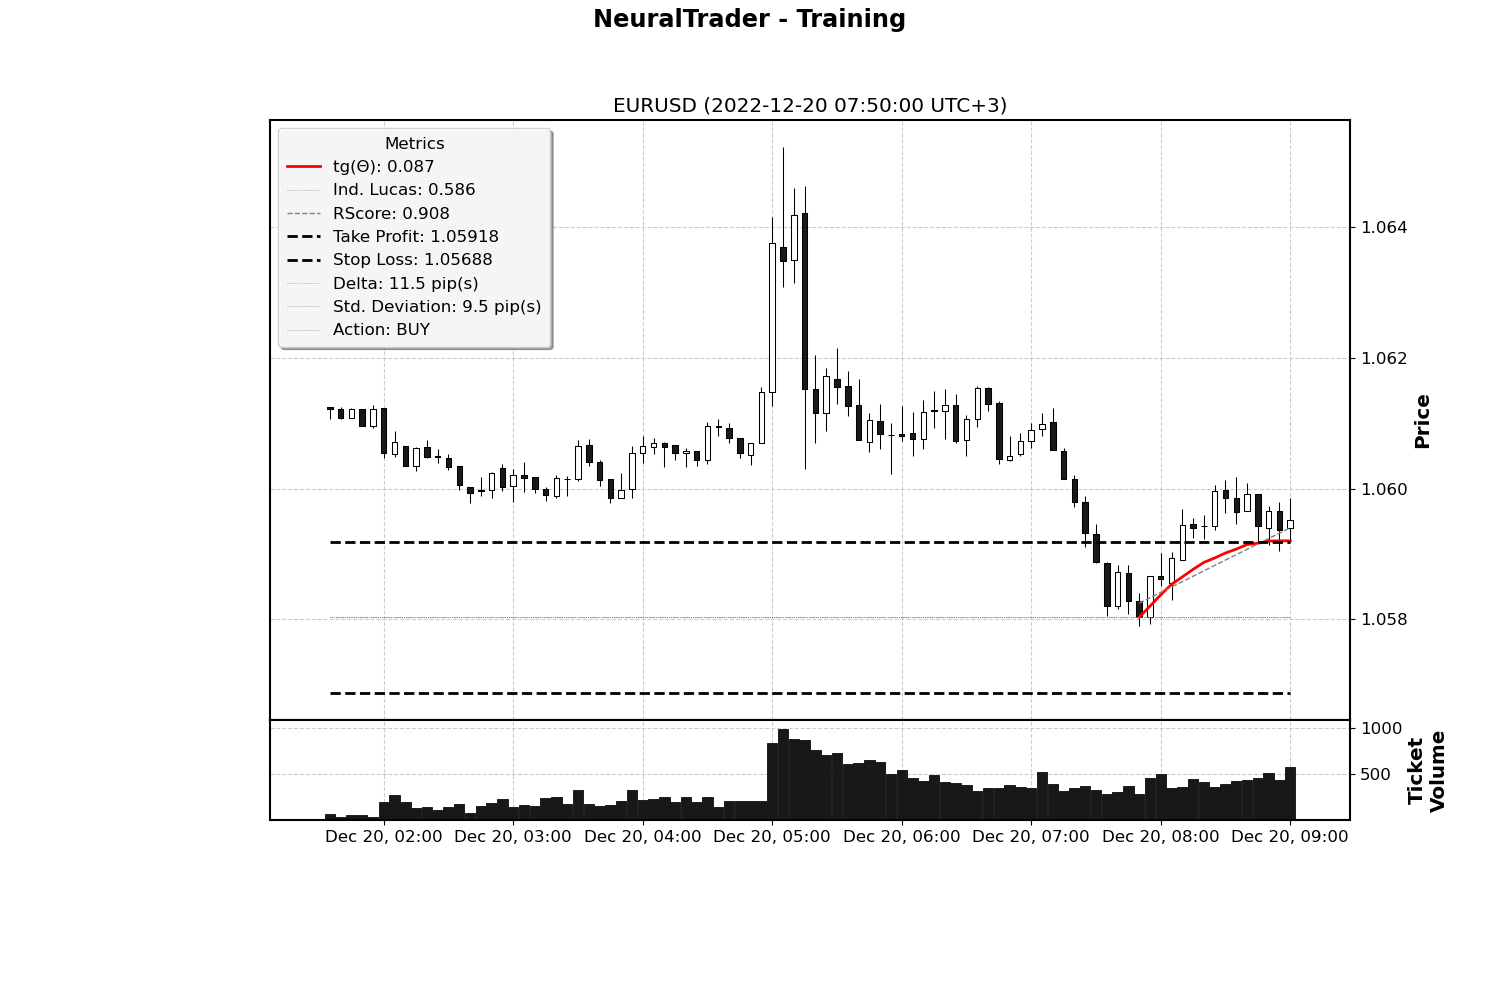 NeuralTrader - Training
EURUSD (2022-12-20 07:50:00 UTC+3)
Metrics
tg(Θ): 0.087
Ind. Lucas: 0.586
RScore: 0.908
Take Profit: 1.05918
Stop Loss: 1.05688
Delta: 11.5 pip(s)
Std. Deviation: 9.5 pip(s)
Action: BUY
1.064
1.062
1.060
1.058
Price
1000
500
Ticket
Volume
Dec 20, 02:00 Dec 20, 03:00 Dec 20, 04:00 Dec 20, 05:00 Dec 20, 06:00 Dec 20, 07:00 Dec 20, 08:00 Dec 20, 09:00